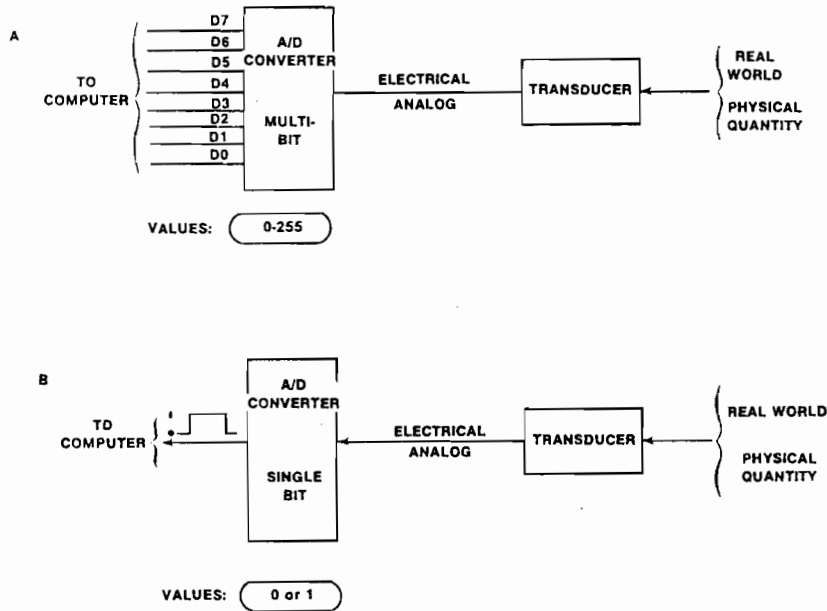 A
D7
D6
D5
D4
D3
D2
D1
D0
TO
COMPUTER
A/D
CONVERTER
MULTI-
BIT
ELECTRICAL
ANALOG
TRANSDUCER
REAL
WORLD
PHYSICAL
QUANTITY
VALUES: 0-255
B
TD
COMPUTER
A/D
CONVERTER
SINGLE
BIT
ELECTRICAL
ANALOG
TRANSDUCER
REAL WORLD
PHYSICAL
QUANTITY
VALUES: 0 or 1